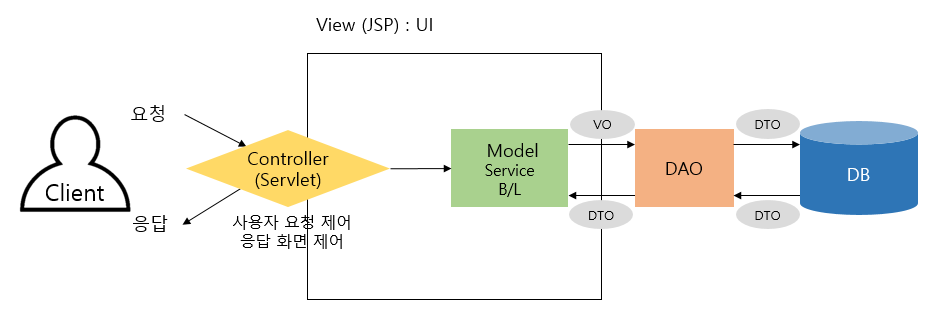 View (JSP) : UI
요청
Client
응답
Controller
(Servlet)
사용자 요청 제어
응답 화면 제어
Model
Service
B/L
VO
DTO
DAO
DTO
DTO
DB